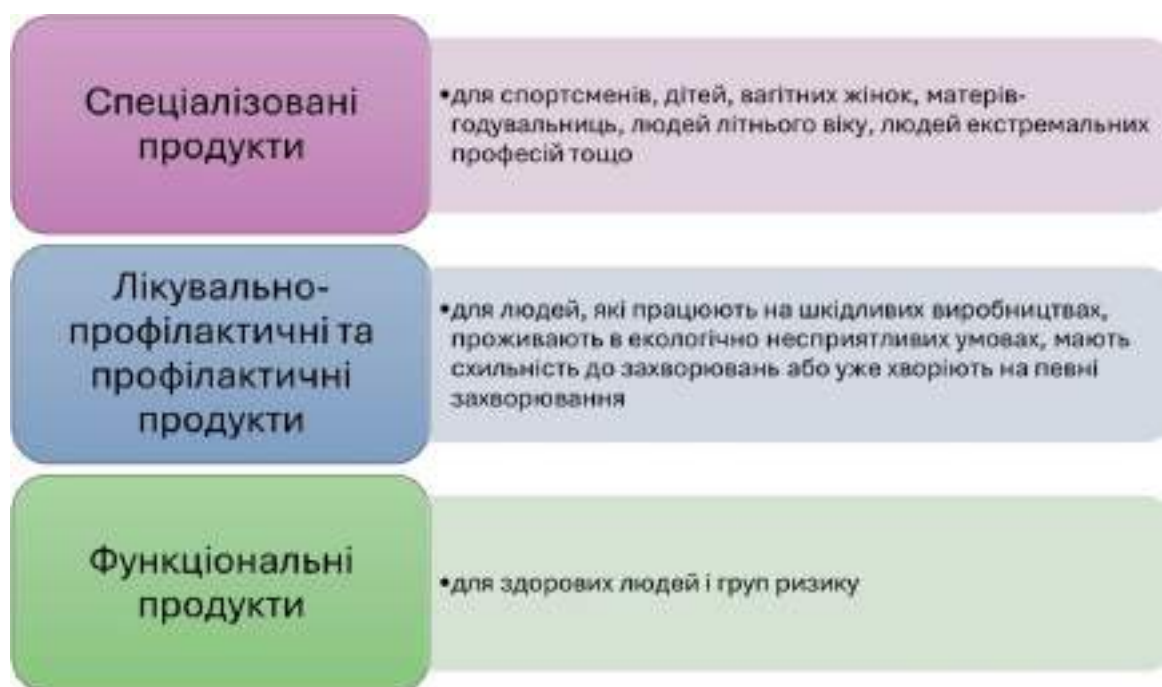 Спеціалізовані
продукти
•для спортсменів, дітей, вагітних жінок, матерів-
годувальниць, людей літнього віку, людей екстремальних
професій тощо
Лікувально-
профілактичні та
профілактичні
продукти
•для людей, які працюють на шкідливих виробництвах,
проживають в екологічно несприятливих умовах, мають
схильність до захворювань або уже хворіють на певні
захворювання
Функціональні
продукти
•для здорових людей і груп ризику